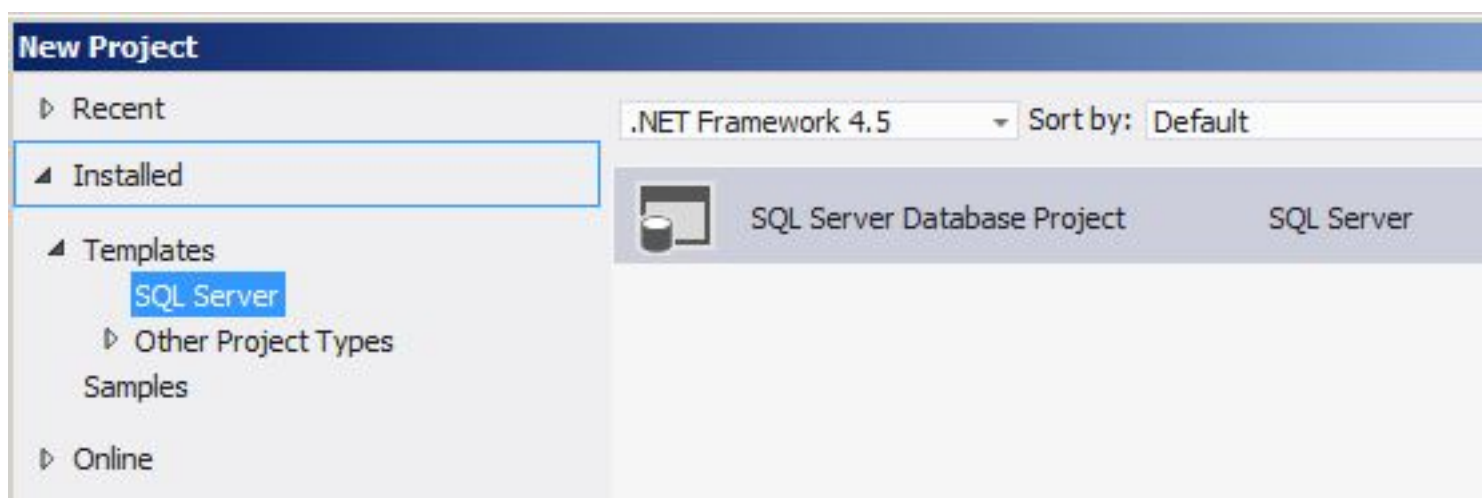 New Project
Recent
Installed
Templates
SQL Server
Other Project Types
Samples
Online
.NET Framework 4.5 Sort by: Default
SQL Server Database Project SQL Server